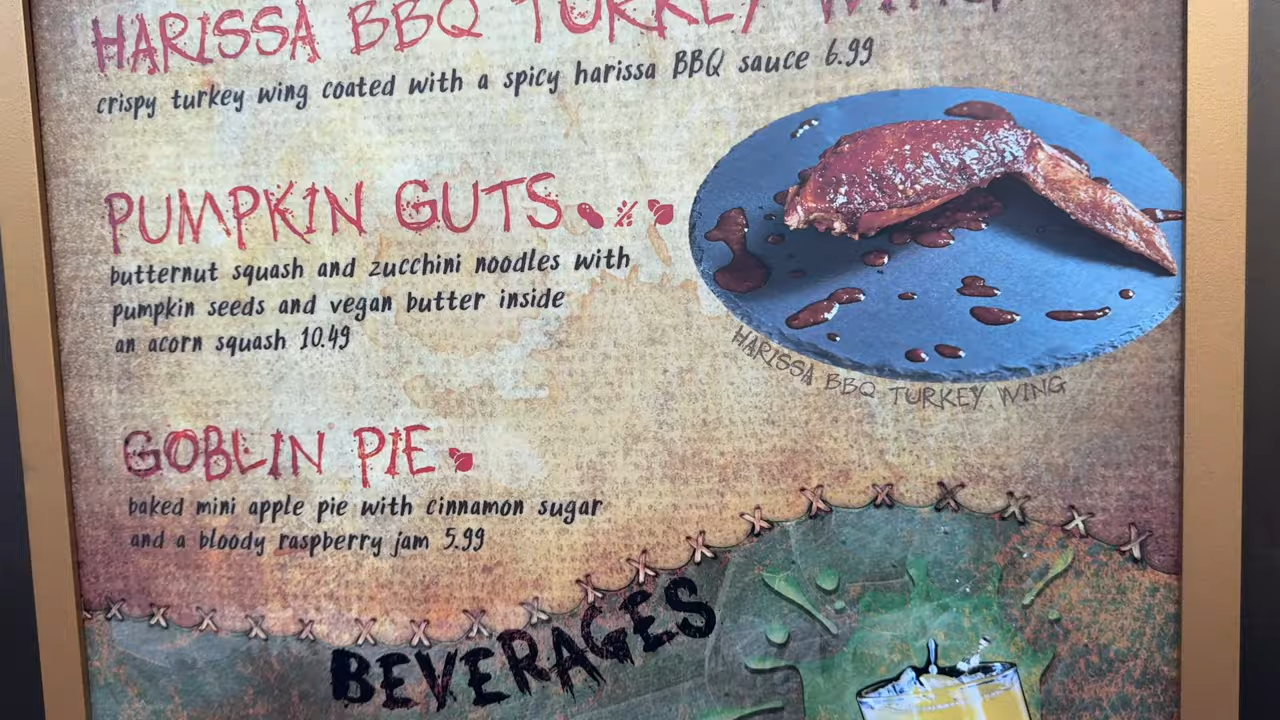 HARISSA BBQ TURKEY WING
crispy turkey wing coated with a spicy harissa BBQ sauce 6.99
PUMPKIN GUTS
butternut squash and zucchini noodles with
pumpkin seeds and vegan butter inside
an acorn squash 10.49
HARISSA BBQ TURKEY WING
GOBLIN PIE
baked mini apple pie with cinnamon sugar
and a bloody raspberry jam 5.99
BEVERAGES